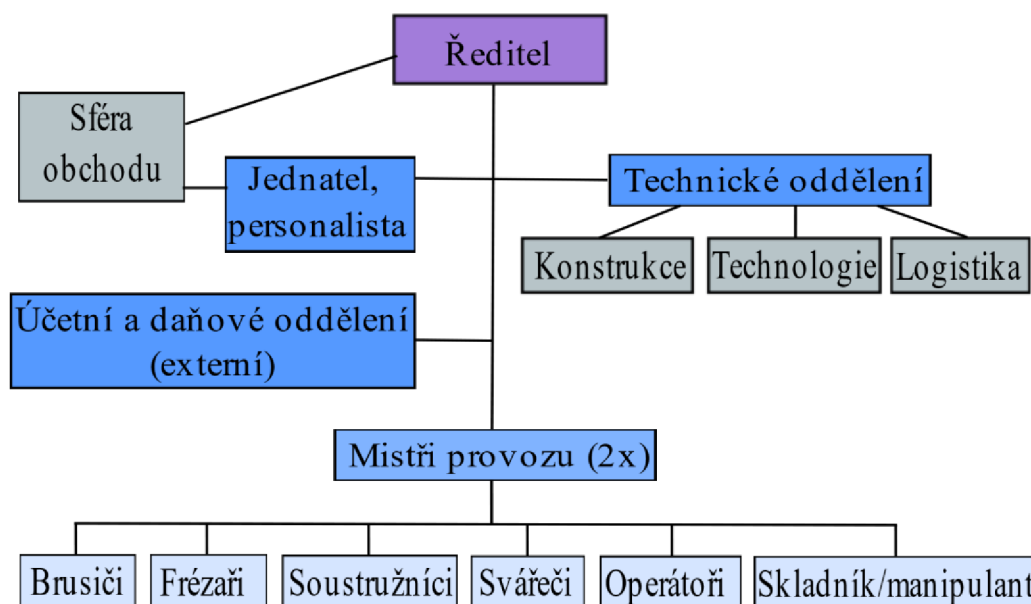 Ředitel
Sféra
obchodu
Jednatel,
personalista
Technické oddělení
Konstrukce
Technologie
Logistika
Účetní a daňové oddělení
(externí)
Mistři provozu (2x)
Brusiči
Frézaři
Soustružníci
Svářeči
Operátoři
Skladník/manipulant